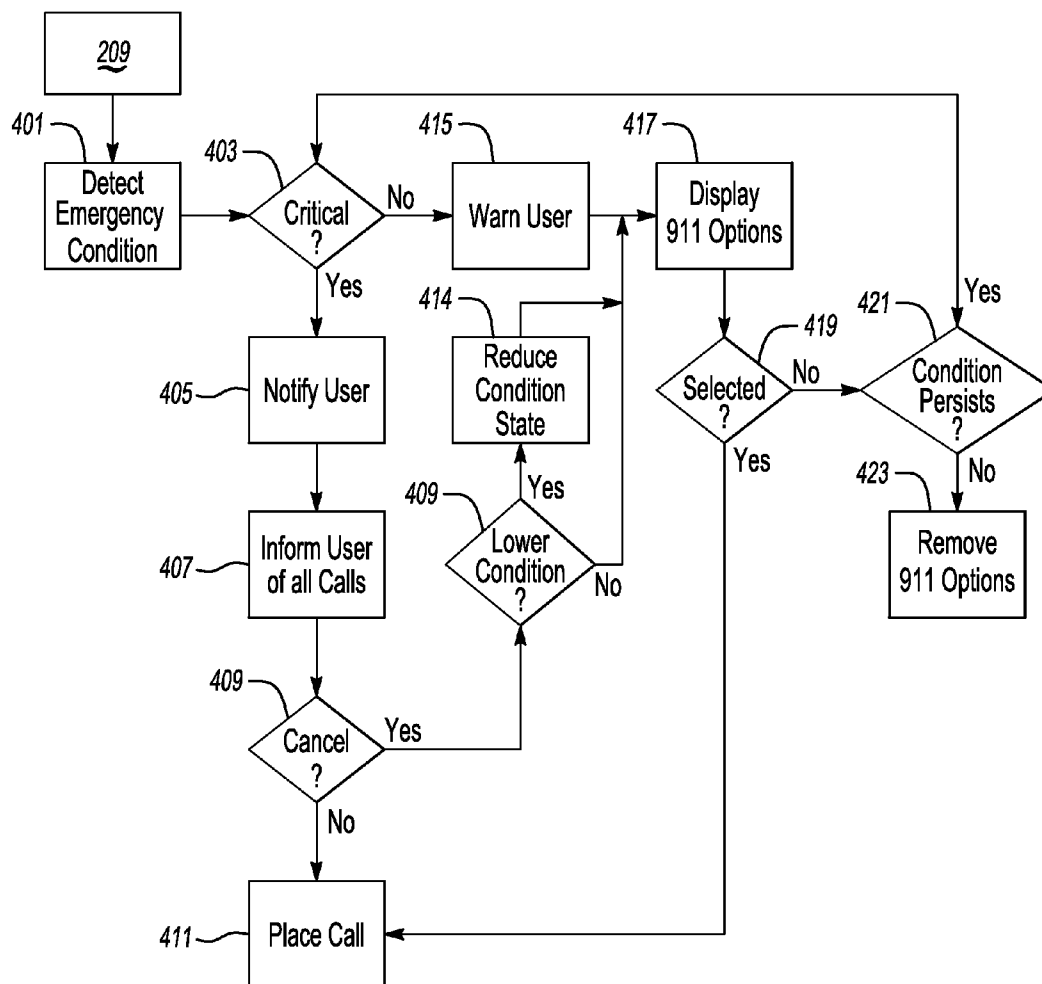 209
401
Detect
Emergency
Condition
403
Critical
?
No
Yes
415
Warn User
417
Display
911 Options
405
Notify User
414
Reduce
Condition
State
419
Selected
?
No
Yes
421
Condition
Persists
?
Yes
No
407
Inform User
of all Calls
409
Lower
Condition
?
Yes
No
423
Remove
911 Options
409
Cancel
?
Yes
No
411
Place Call